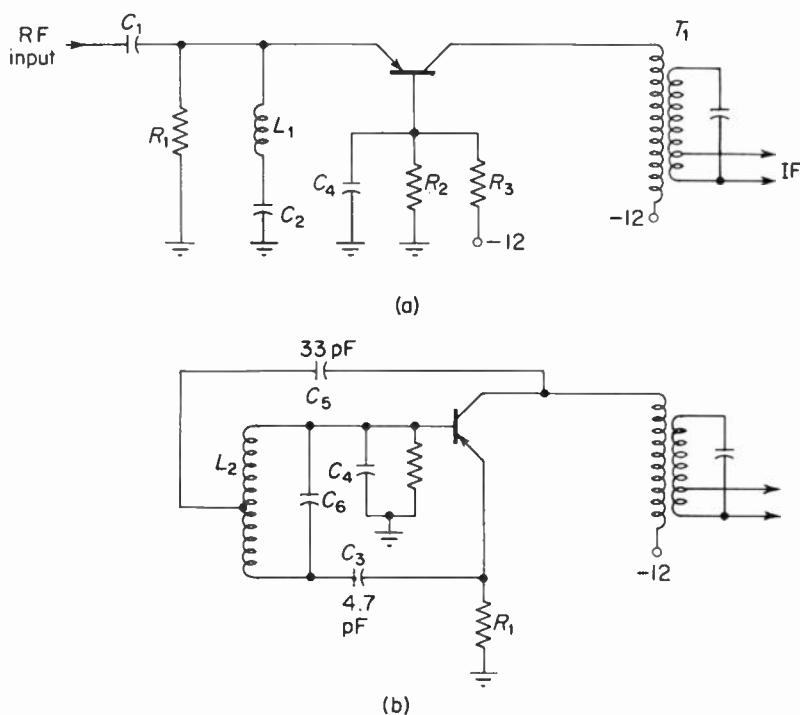 RF
input
C₁
T₁
R₁
L₁
C₂
C₄
R₂
R₃
−12
−12
IF
(a)
33 pF
C₅
L₂
C₆
C₄
C₃
4.7
pF
R₁
−12
(b)